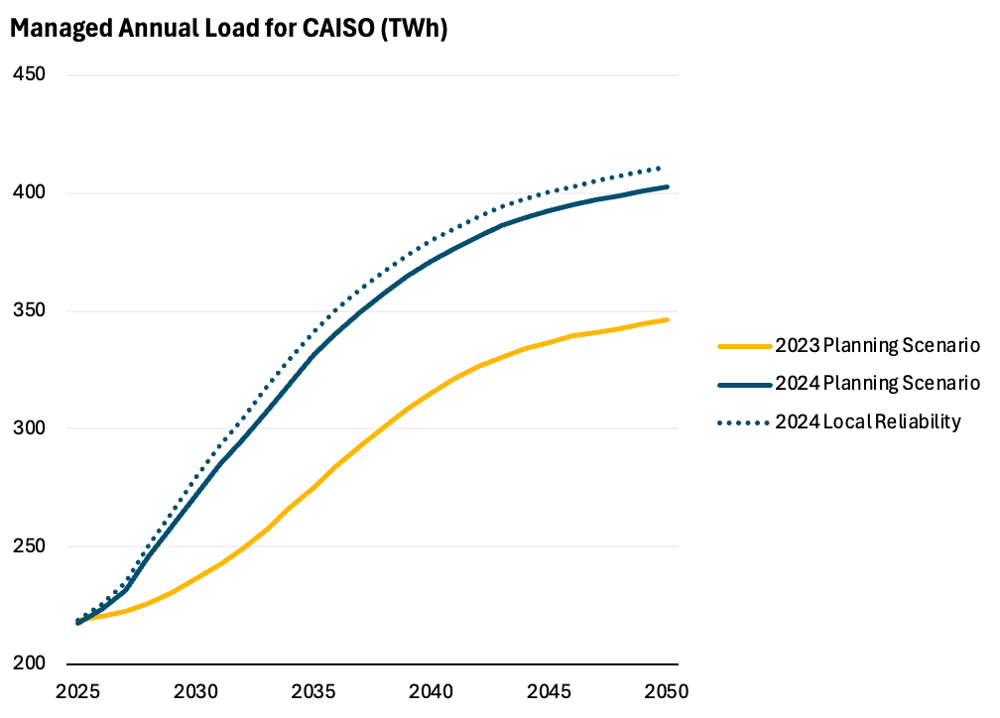 Managed Annual Load for CAISO (TWh)
450
400
350
300
250
200
2025 2030 2035 2040 2045 2050
2023 Planning Scenario
2024 Planning Scenario
2024 Local Reliability